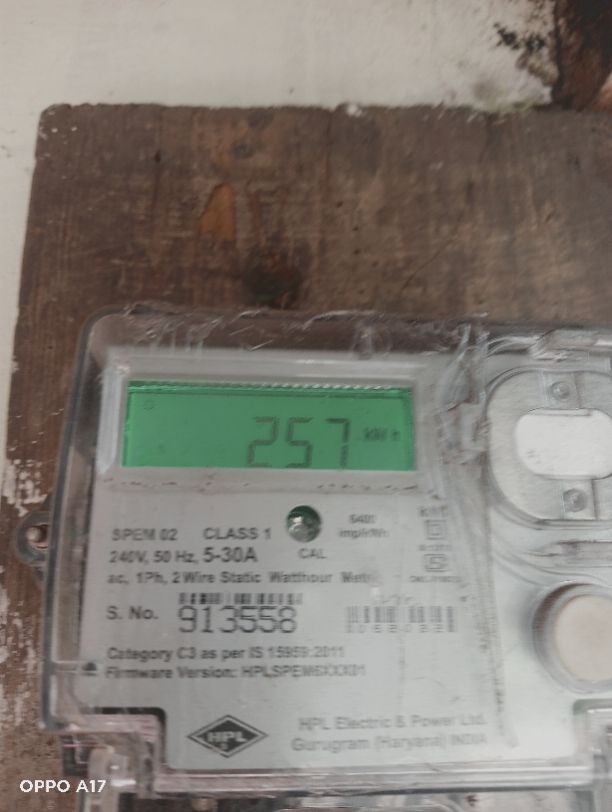 257 kWh
SPEM 02 CLASS 1
6400
imp/kWh
240V, 50 Hz, 5-30A CAL
ac, 1Ph, 2 Wire Static Watthour
S. No. 913558
Category C3 as per IS 15959:2011
Firmware Version:
HPL
HPL Electric & Power Ltd.
Gurugram (Haryana) INDIA
OPPO A17